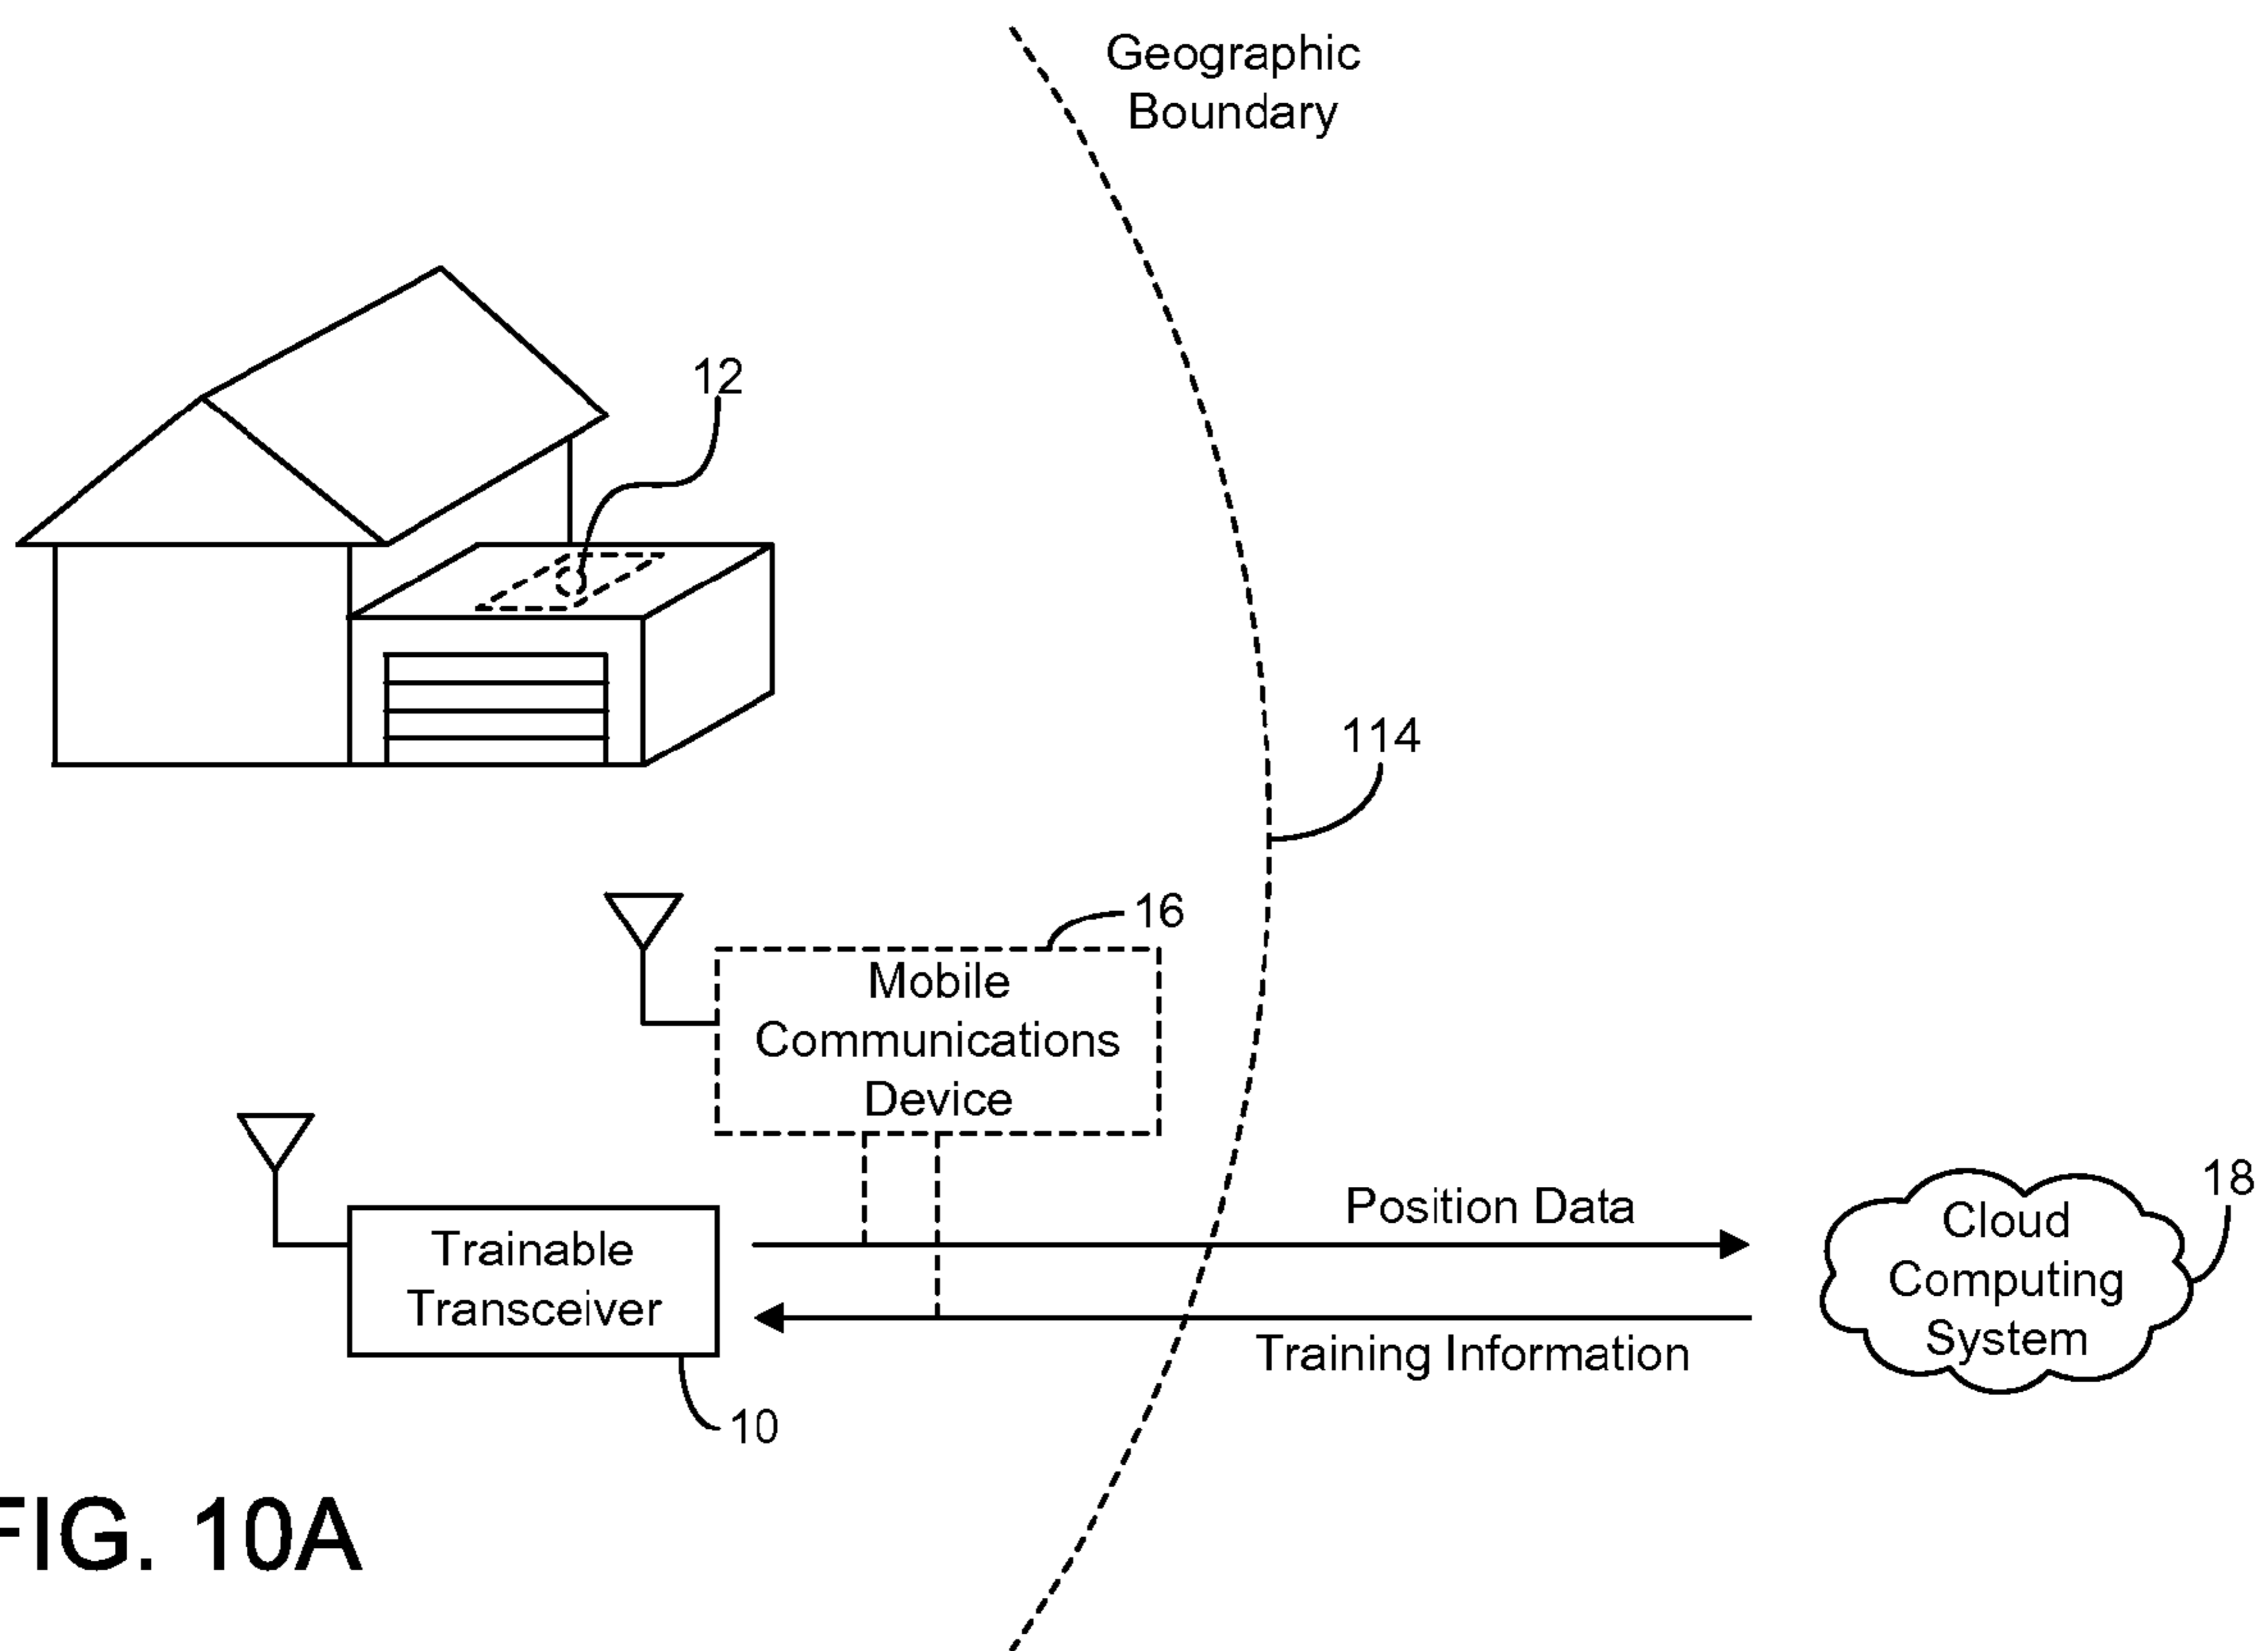 Geographic
Boundary
12
114
16
Mobile
Communications
Device
Position Data
18
Cloud
Computing
System
Trainable
Transceiver
Training Information
10
FIG. 10A